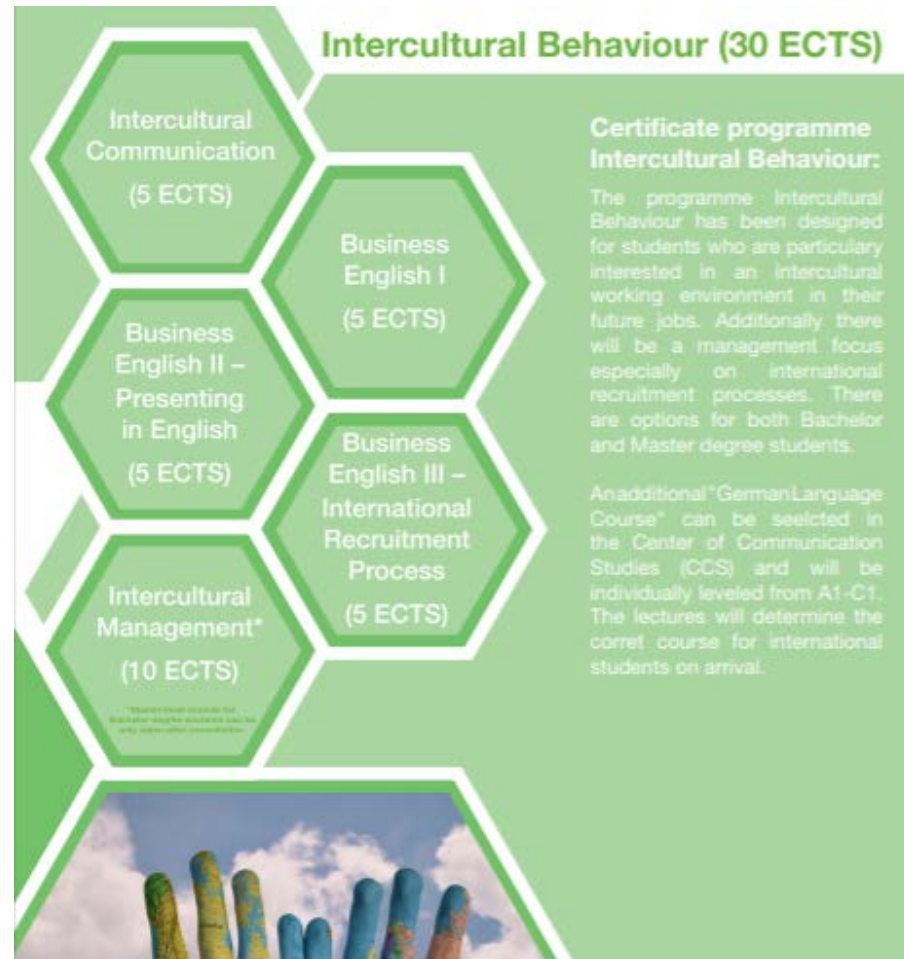 Intercultural Behaviour (30 ECTS)
Intercultural
Communication
(5 ECTS)
Business
English I
(5 ECTS)
Business
English II –
Presenting
in English
(5 ECTS)
Business
English III –
International
Recruitment
Process
(5 ECTS)
Intercultural
Management*
(10 ECTS)
Certificate programme
Intercultural Behaviour:
The programme Intercultural
Behaviour has been designed
for students who are particulary
interested in an intercultural
working environment in their
future jobs. Additionally there
will be a management focus
especially on international
recruitment processes. There
are options for both Bachelor
and Master degree students.
An additional "German Language
Course" can be seelcted in
the Center of Communication
Studies (CCS) and will be
individually leveled from A1-C1.
The lectures will determine the
corret course for international
students on arrival.